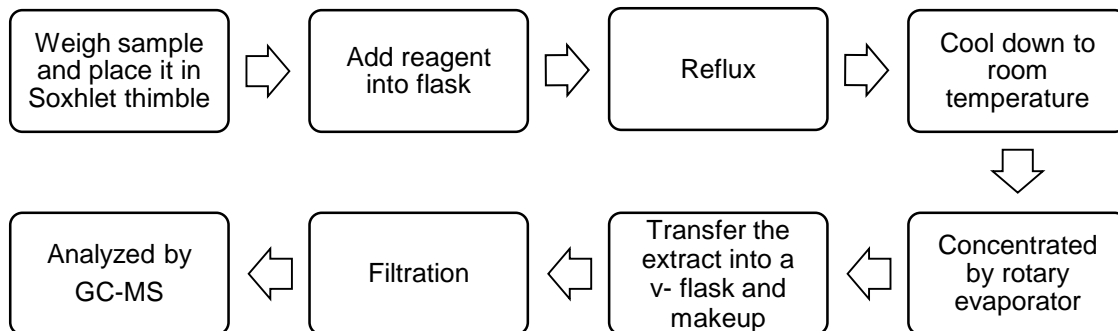 Weigh sample
and place it in
Soxhlet thimble
Add reagent
into flask
Reflux
Cool down to
room
temperature
Concentrated
by rotary
evaporator
Transfer the
extract into a
v- flask and
makeup
Filtration
Analyzed by
GC-MS